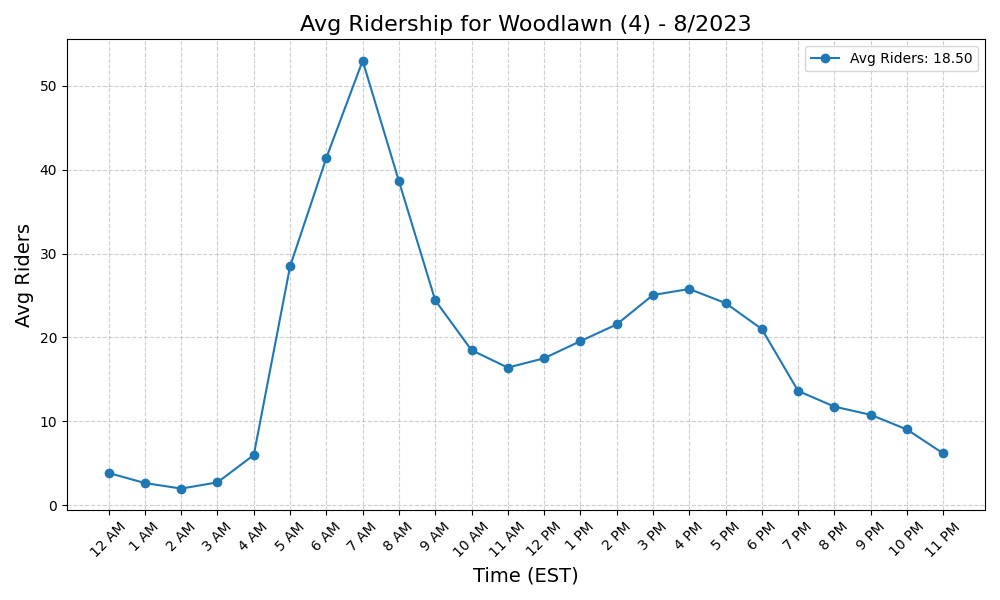 Avg Ridership for Woodlawn (4) - 8/2023
Avg Riders: 18.50
Avg Riders
50
40
30
20
10
0
12 AM
1 AM
2 AM
3 AM
4 AM
5 AM
6 AM
7 AM
8 AM
9 AM
10 AM
11 AM
12 PM
1 PM
2 PM
3 PM
4 PM
5 PM
6 PM
7 PM
8 PM
9 PM
10 PM
11 PM
Time (EST)